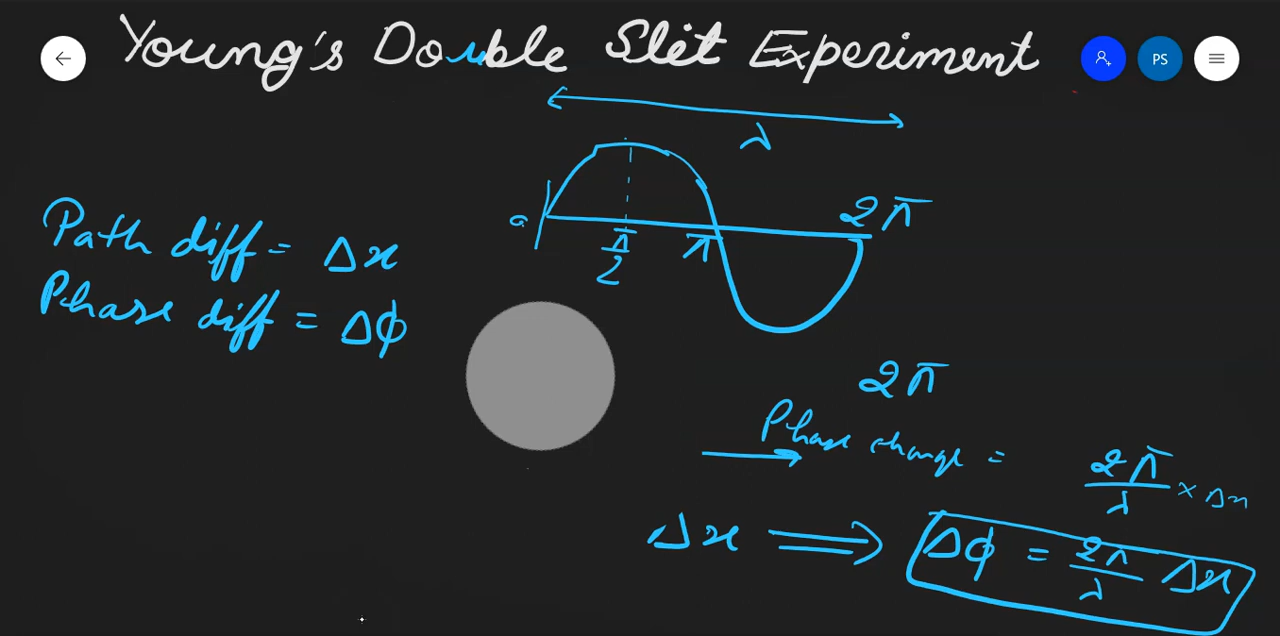 Young's Double Slit Experiment
PS
λ
0
π/2
π
2π
Path diff = Δx
Phase diff = Δϕ
2π
Phase change = 2π/λ × Δx
Δx ⟹ Δϕ = 2π/λ Δx